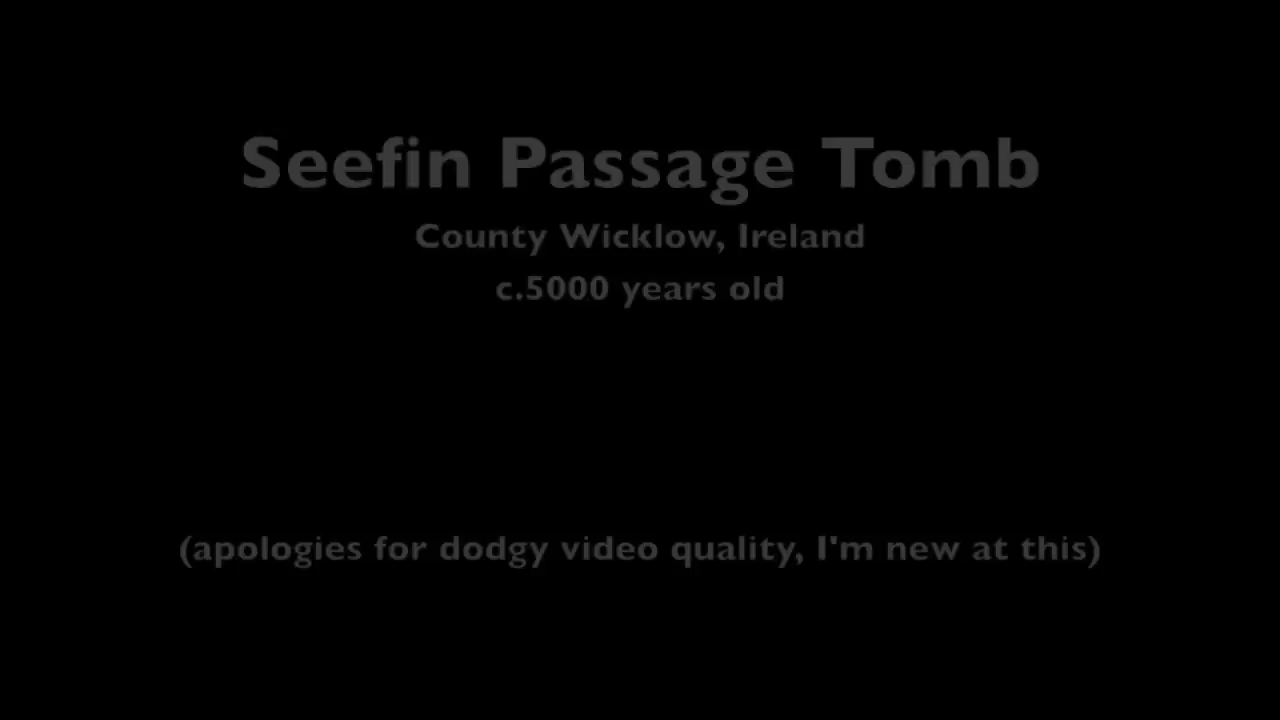 Seefin Passage Tomb
County Wicklow, Ireland
c.5000 years old
(apologies for dodgy video quality, I'm new at this)